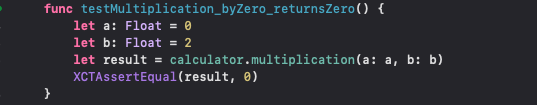 func testMultiplication_byZero_returnsZero() {
    let a: Float = 0
    let b: Float = 2
    let result = calculator.multiplication(a: a, b: b)
    XCTAssertEqual(result, 0)
}